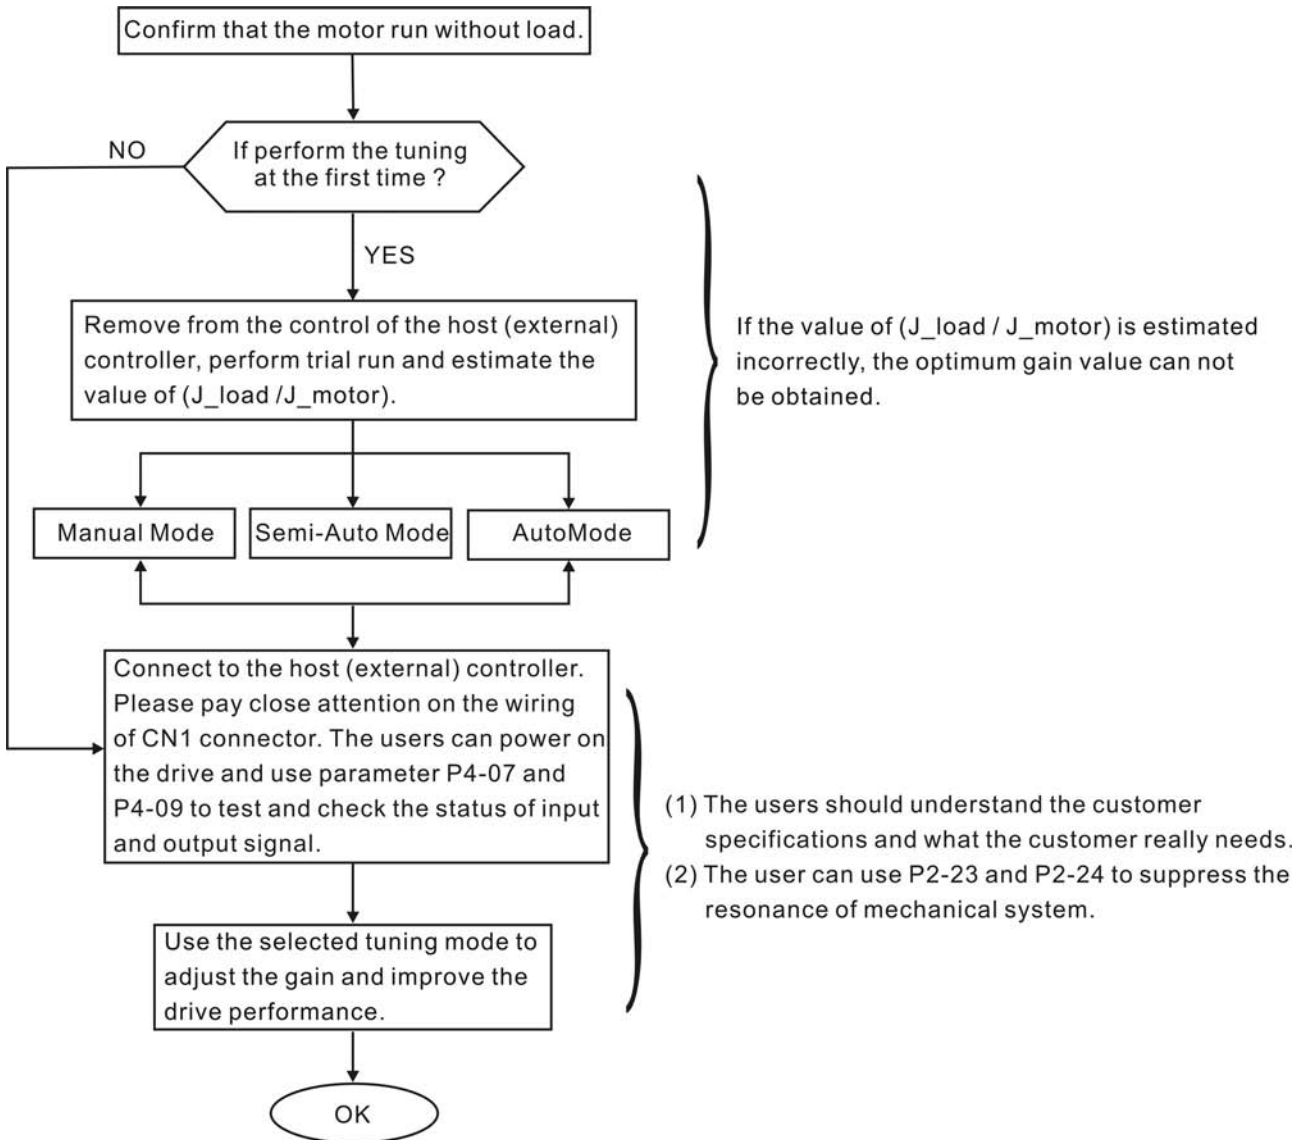 Confirm that the motor run without load.
NO
If perform the tuning
at the first time ?
YES
Remove from the control of the host (external)
controller, perform trial run and estimate the
value of (J_load /J_motor).
If the value of (J_load / J_motor) is estimated
incorrectly, the optimum gain value can not
be obtained.
Manual Mode
Semi-Auto Mode
AutoMode
Connect to the host (external) controller.
Please pay close attention on the wiring
of CN1 connector. The users can power on
the drive and use parameter P4-07 and
P4-09 to test and check the status of input
and output signal.
(1) The users should understand the customer
specifications and what the customer really needs.
(2) The user can use P2-23 and P2-24 to suppress the
resonance of mechanical system.
Use the selected tuning mode to
adjust the gain and improve the
drive performance.
OK